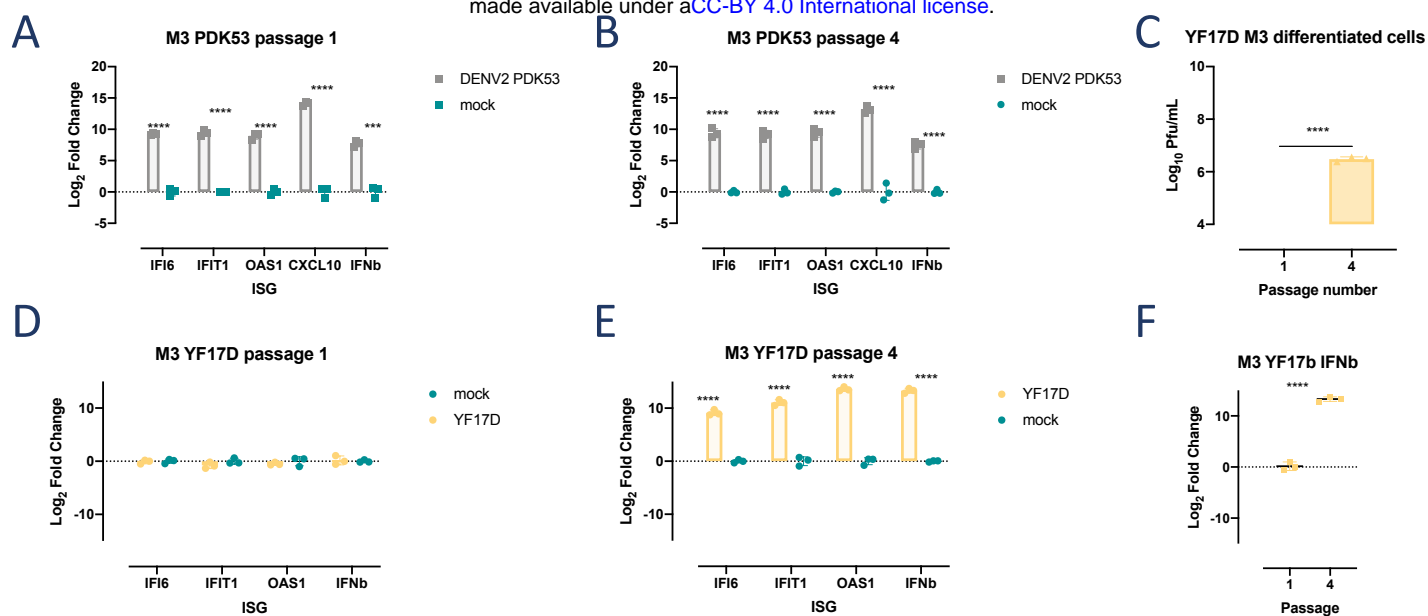 made available under aCC-BY 4.0 International license.
A
M3 PDK53 passage 1
Log2 Fold Change
20
15
10
5
0
-5
**** **** **** **** ***
IFI6 IFIT1 OAS1 CXCL10 IFNb
ISG
DENV2 PDK53
mock
B
M3 PDK53 passage 4
Log2 Fold Change
20
15
10
5
0
-5
**** **** **** **** ****
IFI6 IFIT1 OAS1 CXCL10 IFNb
ISG
DENV2 PDK53
mock
C
YF17D M3 differentiated cells
Log10 Pfu/mL
10
8
6
4
****
1 4
Passage number
D
M3 YF17D passage 1
Log2 Fold Change
10
0
-10
IFI6 IFIT1 OAS1 IFNb
ISG
mock
YF17D
E
M3 YF17D passage 4
Log2 Fold Change
10
0
-10
**** **** **** ****
IFI6 IFIT1 OAS1 IFNb
ISG
YF17D
mock
F
M3 YF17b IFNb
Log2 Fold Change
10
0
-10
****
1 4
Passage